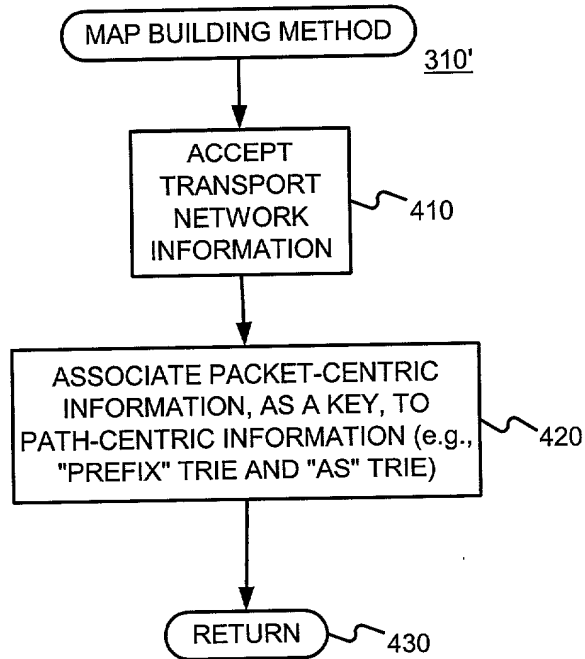 MAP BUILDING METHOD
310'
ACCEPT
TRANSPORT
NETWORK
INFORMATION
410
ASSOCIATE PACKET-CENTRIC
INFORMATION, AS A KEY, TO
PATH-CENTRIC INFORMATION (e.g.,
"PREFIX" TRIE AND "AS" TRIE)
420
RETURN
430